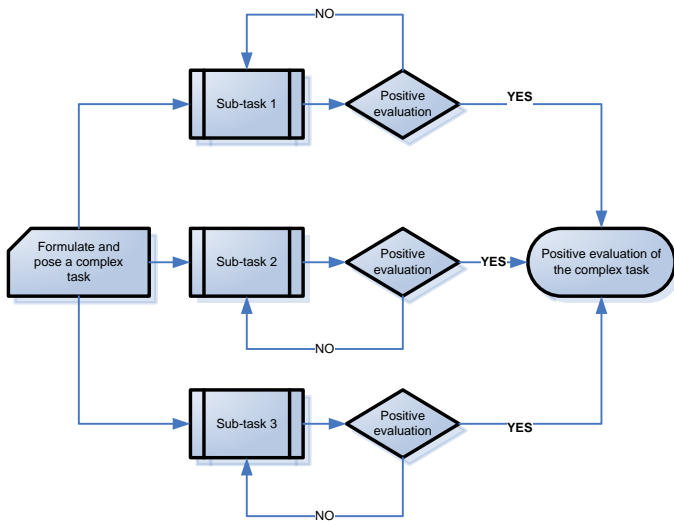 NO
Sub-task 1
Positive
evaluation
YES
Formulate and
pose a complex
task
Sub-task 2
Positive
evaluation
YES
Positive evaluation of
the complex task
NO
Sub-task 3
Positive
evaluation
YES
NO